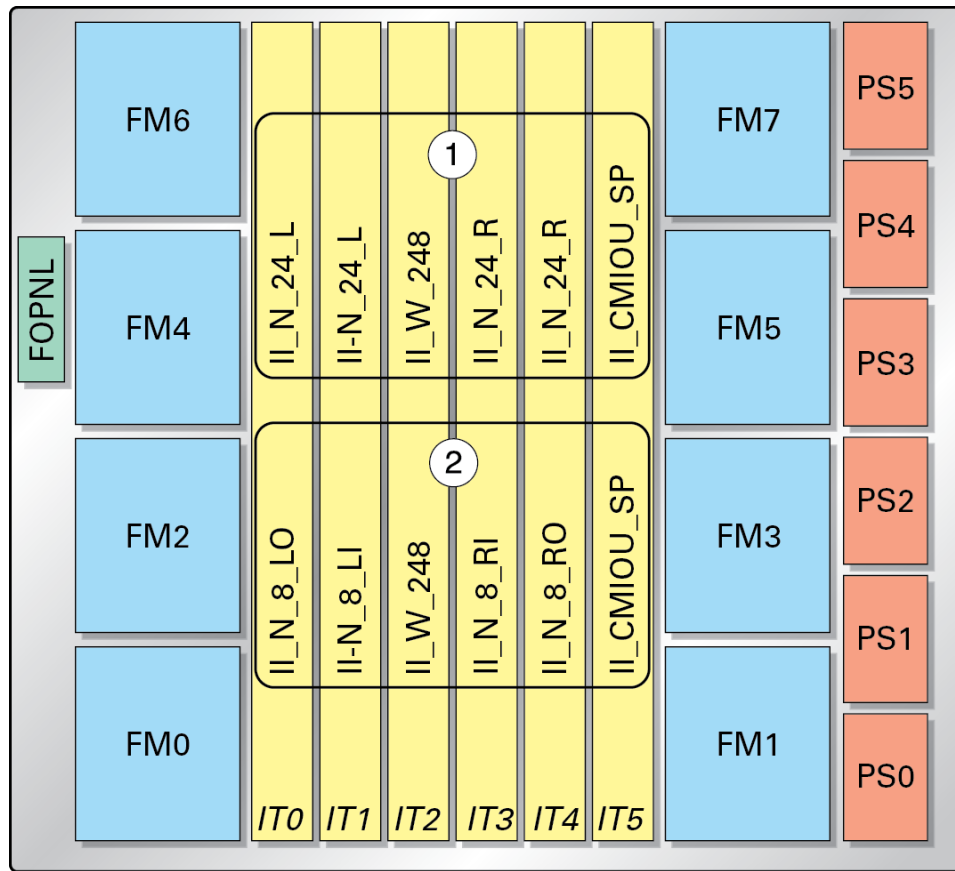 FOPNL
FM6
FM4
FM2
FM0
1
II_N_24_L
II-N_24_L
II_W_248
II_N_24_R
II_N_24_R
II_CMIOU_SP
2
II_N_8_LO
II-N_8_LI
II_W_248
II_N_8_RI
II_N_8_RO
II_CMIOU_SP
IT0
IT1
IT2
IT3
IT4
IT5
FM7
FM5
FM3
FM1
PS5
PS4
PS3
PS2
PS1
PS0